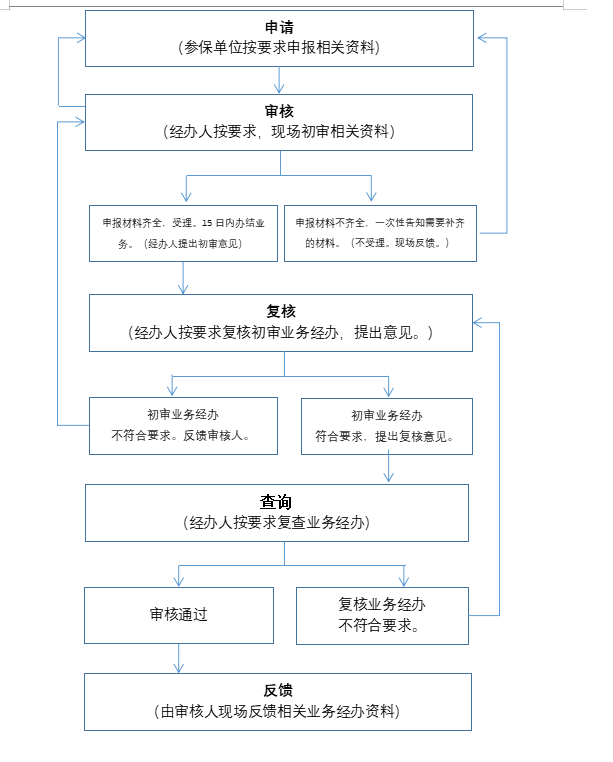 申请
（参保单位按要求申报相关资料）
审核
（经办人按要求，现场初审相关资料）
申报材料齐全，受理。15 日内办结业
务。（经办人提出初审意见）
申报材料不齐全，一次性告知需要补齐
的材料。（不受理。现场反馈。）
复核
（经办人按要求复核初审业务经办，提出意见。）
初审业务经办
不符合要求。反馈审核人。
初审业务经办
符合要求，提出复核意见。
查询
（经办人按要求复查业务经办）
审核通过
复核业务经办
不符合要求。
反馈
（由审核人现场反馈相关业务经办资料）